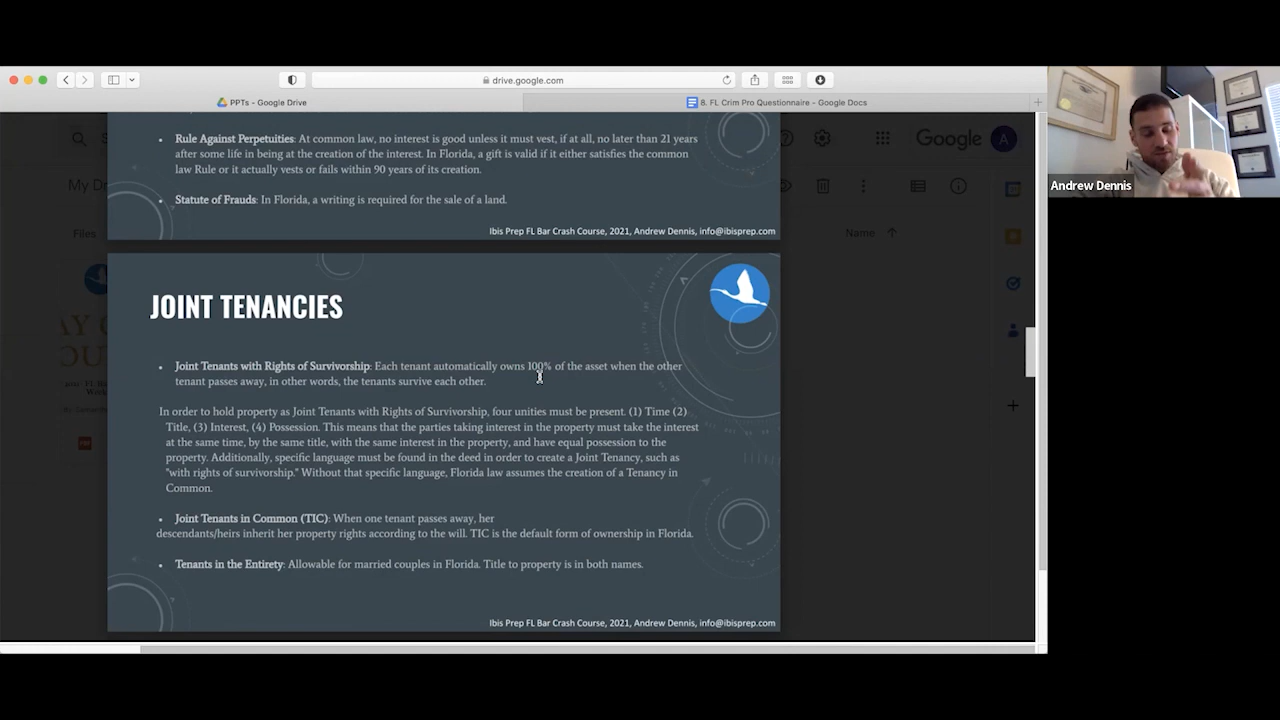 drive.google.com
PPTs - Google Drive
8. FL Crim Pro Questionnaire - Google Docs
Google
A
My Dr
Files
Name
Rule Against Perpetuities: At common law, no interest is good unless it must vest, if at all, no later than 21 years
after some life in being at the creation of the interest. In Florida, a gift is valid if it either satisfies the common
law Rule or it actually vests or fails within 90 years of its creation.
Statute of Frauds: In Florida, a writing is required for the sale of a land.
Ibis Prep FL Bar Crash Course, 2021, Andrew Dennis, info@ibisprep.com
JOINT TENANCIES
Joint Tenants with Rights of Survivorship: Each tenant automatically owns 100% of the asset when the other
tenant passes away, in other words, the tenants survive each other.
In order to hold property as Joint Tenants with Rights of Survivorship, four unities must be present. (1) Time (2)
Title, (3) Interest, (4) Possession. This means that the parties taking interest in the property must take the interest
at the same time, by the same title, with the same interest in the property, and have equal possession to the
property. Additionally, specific language must be found in the deed in order to create a Joint Tenancy, such as
"with rights of survivorship." Without that specific language, Florida law assumes the creation of a Tenancy in
Common.
Joint Tenants in Common (TIC): When one tenant passes away, her
descendants/heirs inherit her property rights according to the will. TIC is the default form of ownership in Florida.
Tenants in the Entirety: Allowable for married couples in Florida. Title to property is in both names.
Ibis Prep FL Bar Crash Course, 2021, Andrew Dennis, info@ibisprep.com
Andrew Dennis